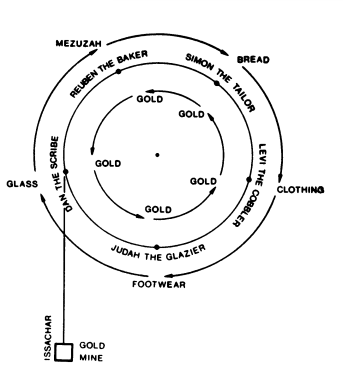 MEZUZAH
REUBEN THE BAKER
SIMON THE TAILOR
BREAD
GOLD
GOLD
DAN THE SCRIBE
GOLD
GOLD
LEVI THE COBBLER
GLASS
CLOTHING
GOLD
JUDAH THE GLAZIER
FOOTWEAR
ISSACHAR
GOLD
MINE